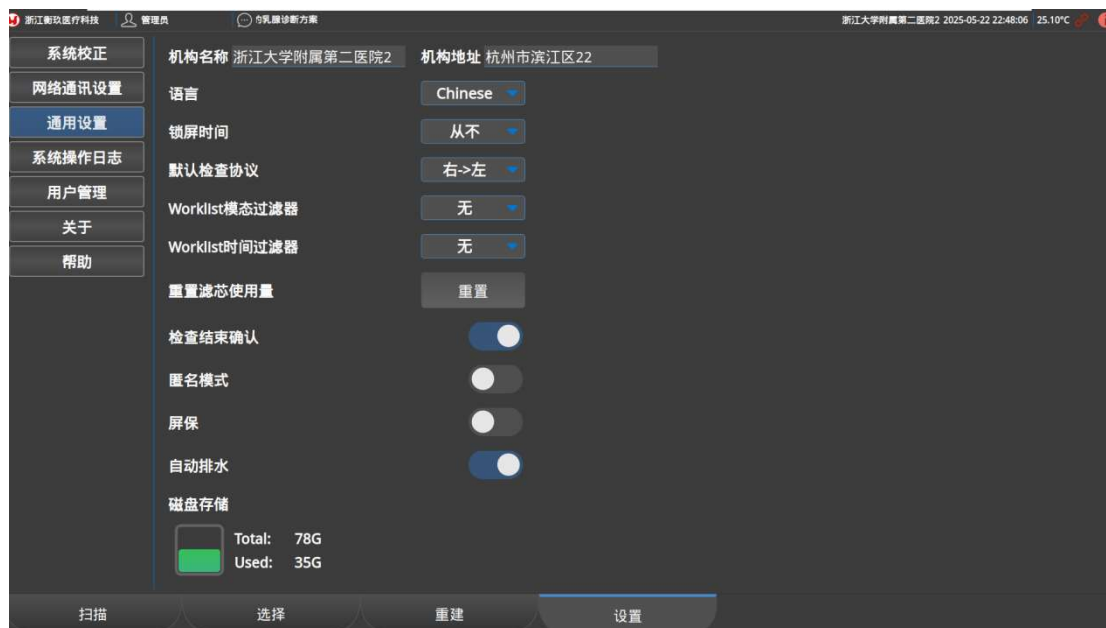 浙江衡玖医疗科技 管理员 乳腺诊断方案 浙江大学附属第二医院2 2025-05-22 22:48:06 25.10°C
系统校正
网络通讯设置
通用设置
系统操作日志
用户管理
关于
帮助
机构名称 浙江大学附属第二医院2 机构地址 杭州市滨江区22
语言 Chinese
锁屏时间 从不
默认检查协议 右->左
Worklist模态过滤器 无
Worklist时间过滤器 无
重置滤芯使用量 重置
检查结束确认
匿名模式
屏保
自动排水
磁盘存储
Total: 78G
Used: 35G
扫描 选择 重建 设置